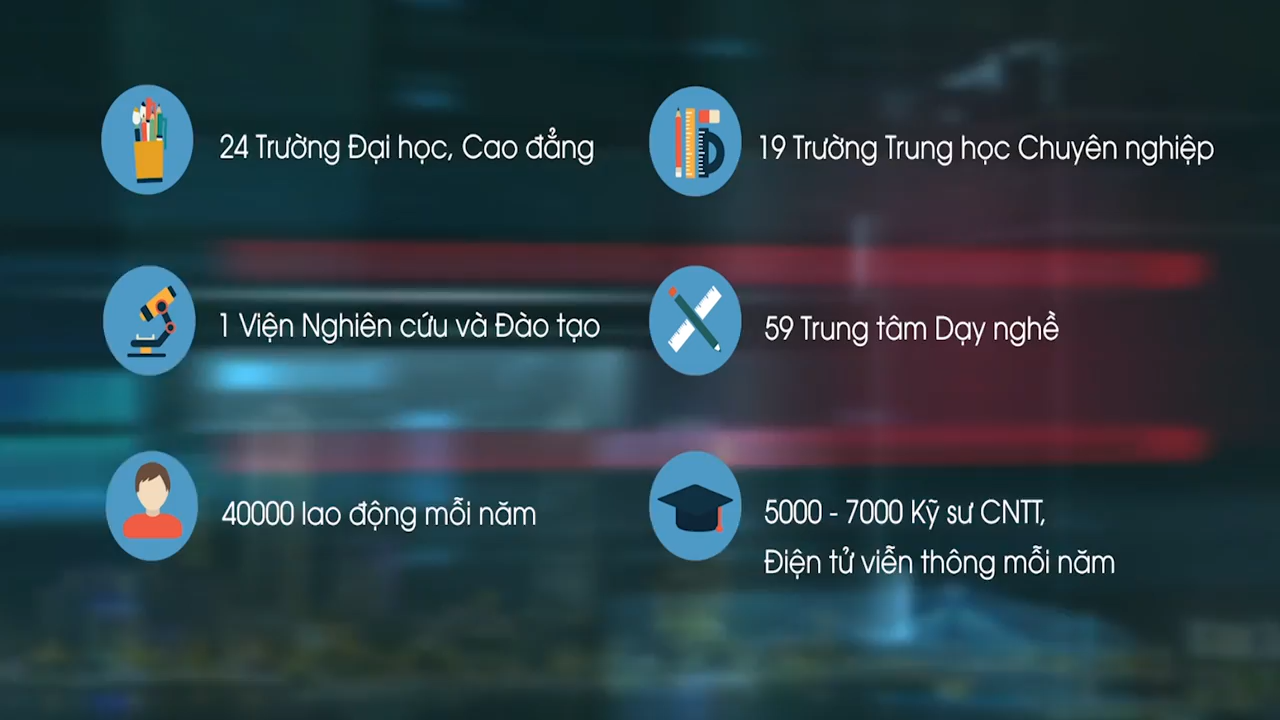 24 Trường Đại học, Cao đẳng
19 Trường Trung học Chuyên nghiệp
1 Viện Nghiên cứu và Đào tạo
59 Trung tâm Dạy nghề
40000 lao động mỗi năm
5000 - 7000 Kỹ sư CNTT,
Điện tử viễn thông mỗi năm